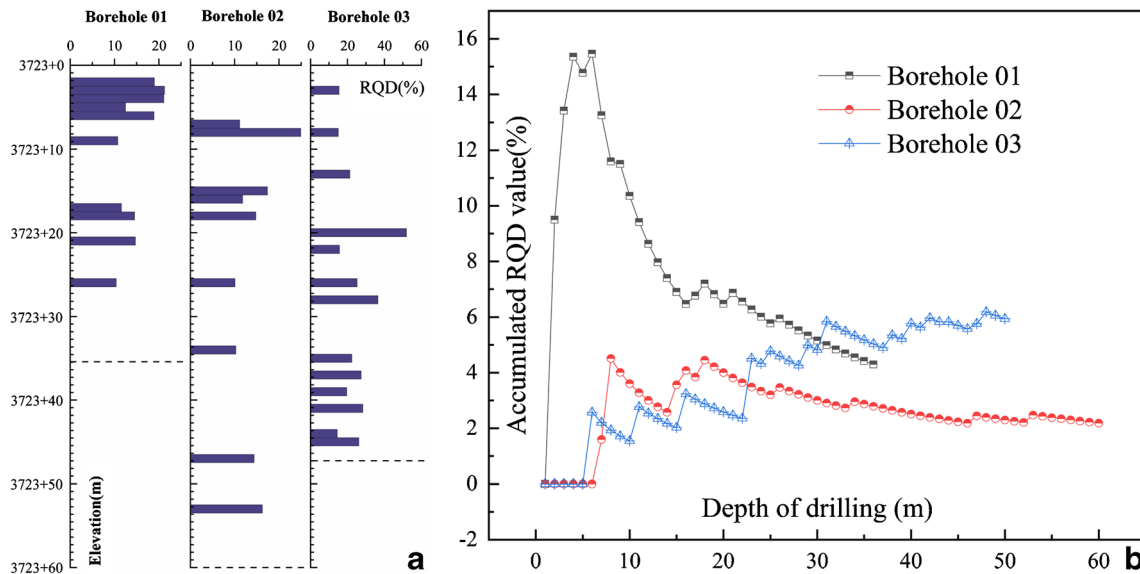 a
Borehole 01 Borehole 02 Borehole 03
0 10 20 0 10 20 0 20 40 60
RQD(%)
3723+0
3723+10
3723+20
3723+30
3723+40
3723+50
3723+60
Elevation(m)
b
Accumulated RQD value(%)
16
14
12
10
8
6
4
2
0
-2
Borehole 01
Borehole 02
Borehole 03
Depth of drilling (m)
0 10 20 30 40 50 60